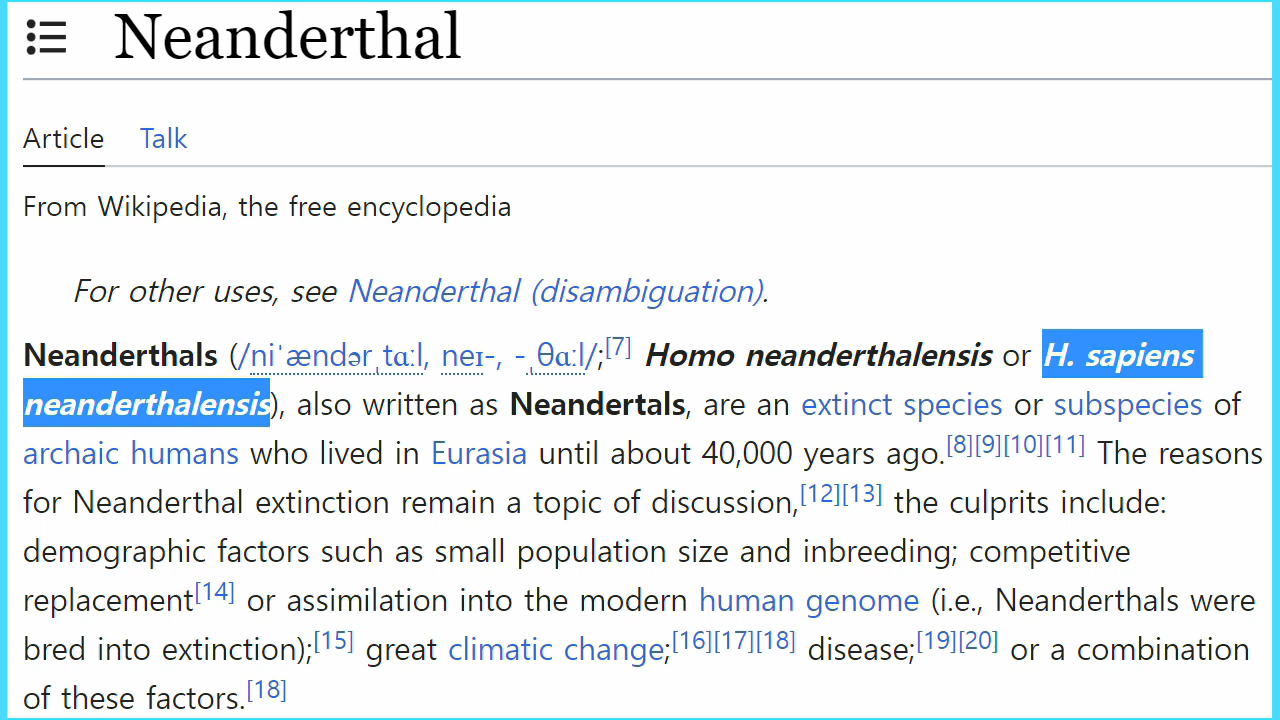 Neanderthal
Article Talk
From Wikipedia, the free encyclopedia
For other uses, see Neanderthal (disambiguation).
Neanderthals (/niˈændərˌtɑːl, neɪ-, -ˌθɑːl/;[7] Homo neanderthalensis or H. sapiens
neanderthalensis), also written as Neandertals, are an extinct species or subspecies of
archaic humans who lived in Eurasia until about 40,000 years ago.[8][9][10][11] The reasons
for Neanderthal extinction remain a topic of discussion,[12][13] the culprits include:
demographic factors such as small population size and inbreeding; competitive
replacement[14] or assimilation into the modern human genome (i.e., Neanderthals were
bred into extinction);[15] great climatic change;[16][17][18] disease;[19][20] or a combination
of these factors.[18]